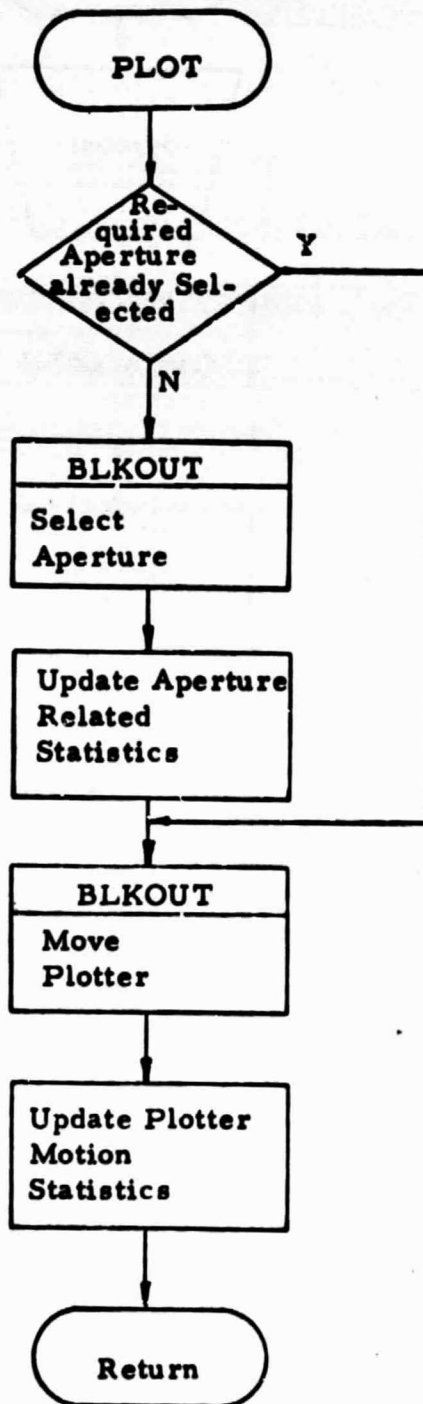 PLOT
Re-
quired
Aperture
already Sel-
ected
Y
N
BLKOUT
Select
Aperture
Update Aperture
Related
Statistics
BLKOUT
Move
Plotter
Update Plotter
Motion
Statistics
Return